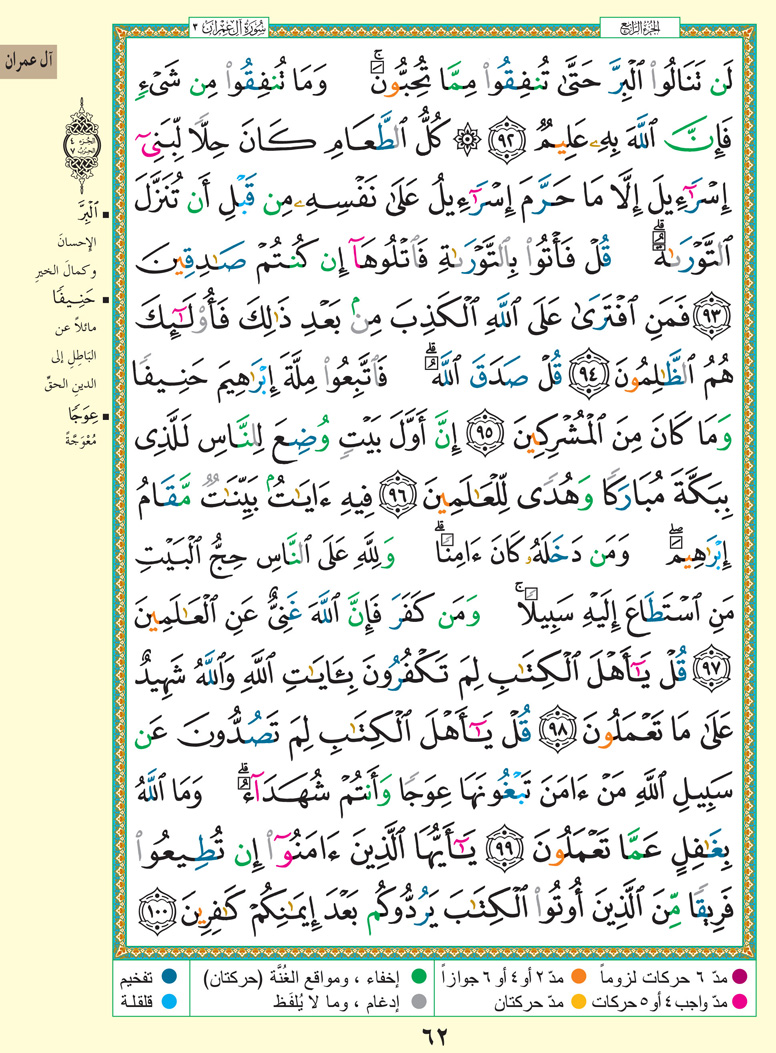 الجزء الرابع
سورة آل عمران ٣
آل عمران
لَن تَنَالُوا۟ ٱلْبِرَّ حَتَّىٰ تُنفِقُوا۟ مِمَّا تُحِبُّونَ ۚ وَمَا تُنفِقُوا۟ مِن شَىْءٍ
فَإِنَّ ٱللَّهَ بِهِۦ عَلِيمٌ ﴿٩٢﴾ ۞ كُلُّ ٱلطَّعَامِ كَانَ حِلًّا لِّبَنِىٓ
إِسْرَٰٓءِيلَ إِلَّا مَا حَرَّمَ إِسْرَٰٓءِيلُ عَلَىٰ نَفْسِهِۦ مِن قَبْلِ أَن تُنَزَّلَ
ٱلتَّوْرَىٰةُ ۗ قُلْ فَأْتُوا۟ بِٱلتَّوْرَىٰةِ فَٱتْلُوهَآ إِن كُنتُمْ صَـٰدِقِينَ
﴿٩٣﴾ فَمَنِ ٱفْتَرَىٰ عَلَى ٱللَّهِ ٱلْكَذِبَ مِنۢ بَعْدِ ذَٰلِكَ فَأُو۟لَـٰٓئِكَ
هُمُ ٱلظَّـٰلِمُونَ ﴿٩٤﴾ قُلْ صَدَقَ ٱللَّهُ ۗ فَٱتَّبِعُوا۟ مِلَّةَ إِبْرَٰهِيمَ حَنِيفًا
وَمَا كَانَ مِنَ ٱلْمُشْرِكِينَ ﴿٩٥﴾ إِنَّ أَوَّلَ بَيْتٍ وُضِعَ لِلنَّاسِ لَلَّذِى
بِبَكَّةَ مُبَارَكًا وَهُدًى لِّلْعَـٰلَمِينَ ﴿٩٦﴾ فِيهِ ءَايَـٰتٌۢ بَيِّنَـٰتٌ مَّقَامُ
إِبْرَٰهِيمَ ۖ وَمَن دَخَلَهُۥ كَانَ ءَامِنًا ۗ وَلِلَّهِ عَلَى ٱلنَّاسِ حِجُّ ٱلْبَيْتِ
مَنِ ٱسْتَطَاعَ إِلَيْهِ سَبِيلًا ۚ وَمَن كَفَرَ فَإِنَّ ٱللَّهَ غَنِىٌّ عَنِ ٱلْعَـٰلَمِينَ
﴿٩٧﴾ قُلْ يَـٰٓأَهْلَ ٱلْكِتَـٰبِ لِمَ تَكْفُرُونَ بِـَٔايَـٰتِ ٱللَّهِ وَٱللَّهُ شَهِيدٌ
عَلَىٰ مَا تَعْمَلُونَ ﴿٩٨﴾ قُلْ يَـٰٓأَهْلَ ٱلْكِتَـٰبِ لِمَ تَصُدُّونَ عَن
سَبِيلِ ٱللَّهِ مَنْ ءَامَنَ تَبْغُونَهَا عِوَجًا وَأَنتُمْ شُهَدَآءُ ۗ وَمَا ٱللَّهُ
بِغَـٰفِلٍ عَمَّا تَعْمَلُونَ ﴿٩٩﴾ يَـٰٓأَيُّهَا ٱلَّذِينَ ءَامَنُوٓا۟ إِن تُطِيعُوا۟
فَرِيقًا مِّنَ ٱلَّذِينَ أُوتُوا۟ ٱلْكِتَـٰبَ يَرُدُّوكُم بَعْدَ إِيمَـٰنِكُمْ كَـٰفِرِينَ ﴿١٠٠﴾
الجزء
٤
الحزب
٧
▪ ٱلْبِرَّ
الإحسانَ
وكمالَ الخيرِ
▪ حَنِيفًا
مائلاً عن
البَاطِلِ إلى
الدين الحقِّ
▪ عِوَجًا
مُعْوَجَّةً
مدّ ٦ حركات لزوماً ● مدّ ٢ أو ٤ أو ٦ جوازاً ● إخفاء ، ومواقع الغُنَّة (حركتان) ● تفخيم
مدّ واجب ٤ أو ٥ حركات ● مدّ حركتان ● إدغام ، وما لا يُلفَظ ● قلقلة
٦٢